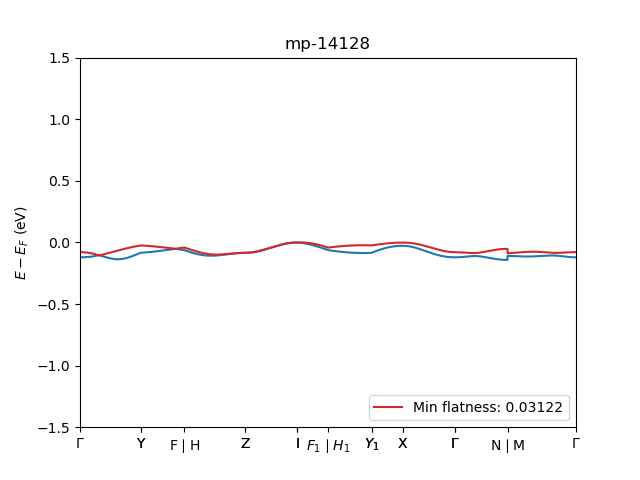 mp-14128
1.5
1.0
0.5
0.0
−0.5
−1.0
−1.5
E − E_F (eV)
Γ Y F | H Z I F₁ | H₁ Y₁ X Γ N | M Γ
Min flatness: 0.03122